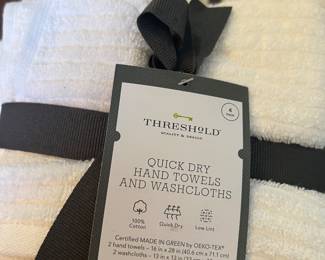 THRESHOLD
QUALITY & DESIGN
4
QUICK DRY
HAND TOWELS
AND WASHCLOTHS
100%
Cotton
Quick Dry
Low Lint
Certified MADE IN GREEN by OEKO-TEX®
2 hand towels – 16 in x 28 in (40.6 cm x 71.1 cm)
2 washcloths – 13 in x 13 in